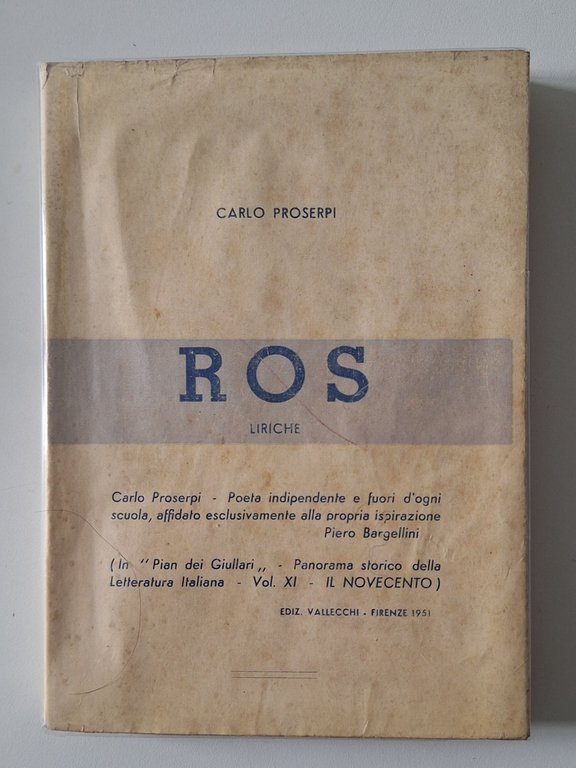 CARLO PROSERPI
ROS
LIRICHE
Carlo Proserpi - Poeta indipendente e fuori d'ogni
scuola, affidato esclusivamente alla propria ispirazione
Piero Bargellini
(In " Pian dei Giullari „ - Panorama storico della
Letteratura Italiana - Vol. XI - IL NOVECENTO)
EDIZ. VALLECCHI - FIRENZE 1951